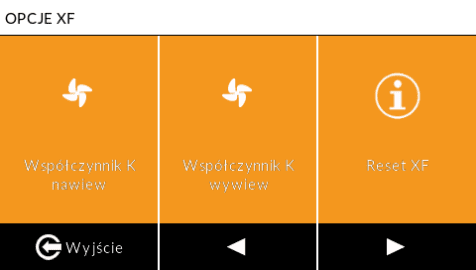 OPCJE XF
Współczynnik K
nawiew
Współczynnik K
wywiew
Reset XF
Wyjście